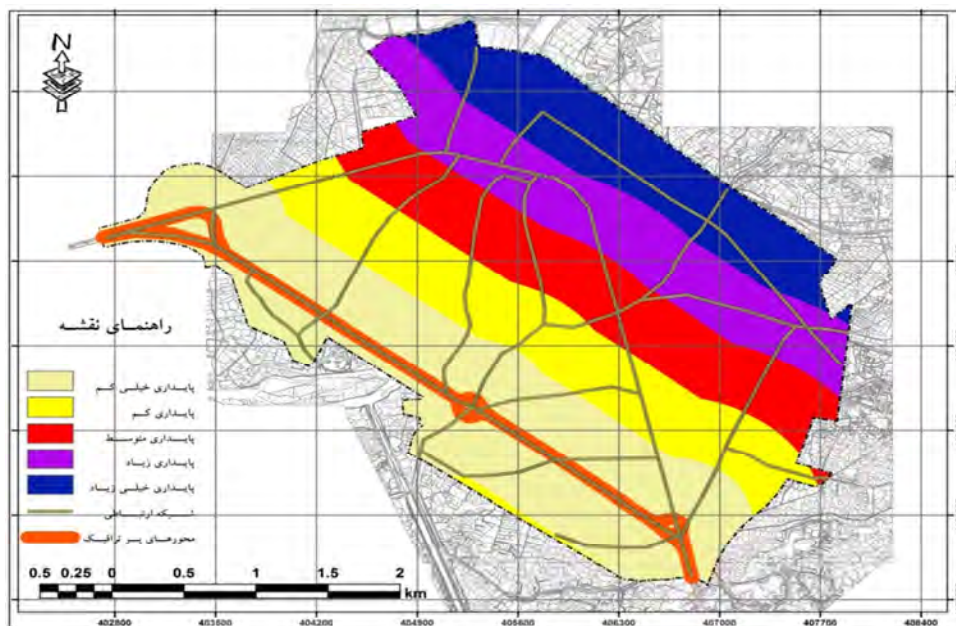 N
راهنمای نقشه
پایداری خیلی کم
پایداری کم
پایداری متوسط
پایداری زیاد
پایداری خیلی زیاد
شبکه ارتباطی
محورهای پر ترافیک
0.5 0.25 0 0.5 1 1.5 2
km
402800 403500 404200 404900 405600 406300 407000 407700 408400